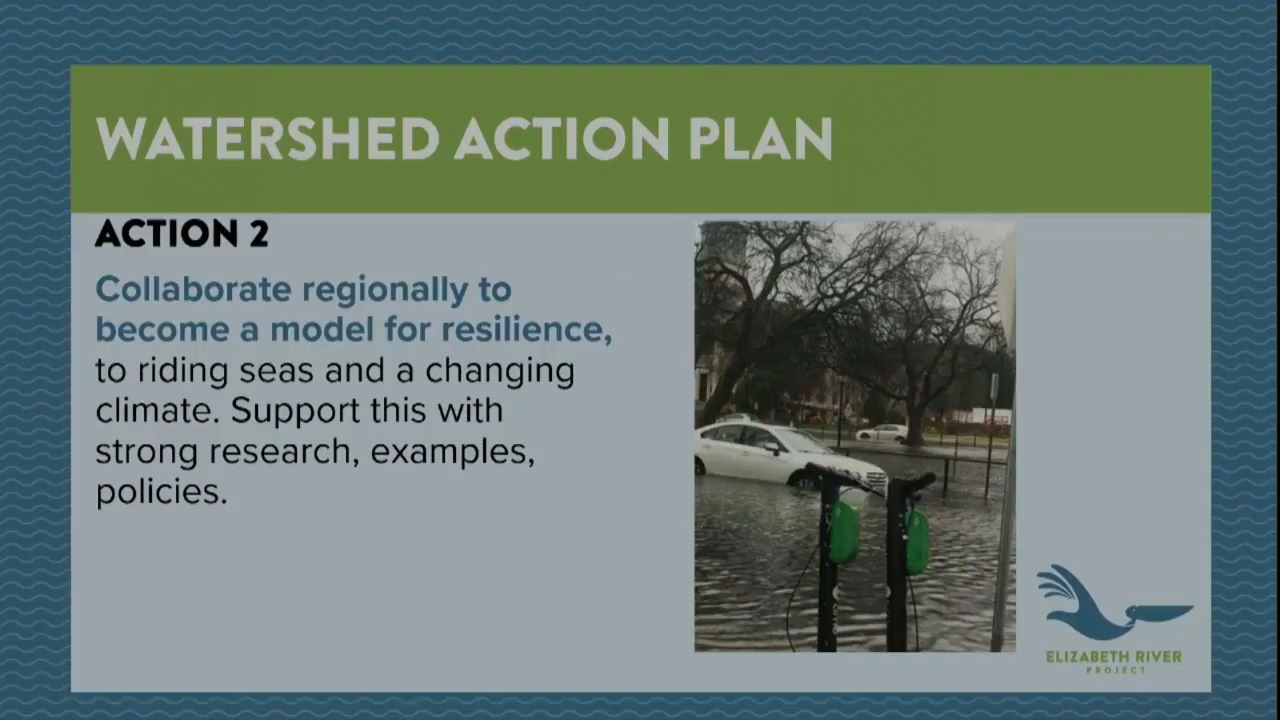 WATERSHED ACTION PLAN
ACTION 2
Collaborate regionally to
become a model for resilience,
to riding seas and a changing
climate. Support this with
strong research, examples,
policies.
ELIZABETH RIVER
PROJECT